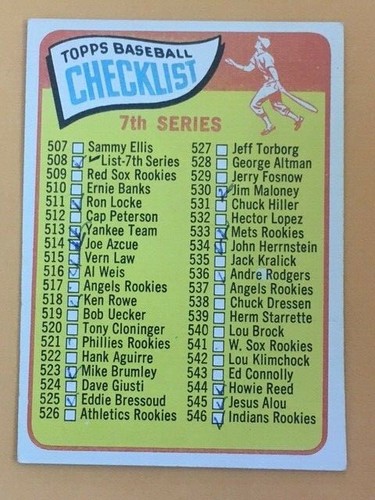 TOPPS BASEBALL
CHECKLIST
7th SERIES
507 Sammy Ellis
508 List-7th Series
509 Red Sox Rookies
510 Ernie Banks
511 Ron Locke
512 Cap Peterson
513 Yankee Team
514 Joe Azcue
515 Vern Law
516 Al Weis
517 Angels Rookies
518 Ken Rowe
519 Bob Uecker
520 Tony Cloninger
521 Phillies Rookies
522 Hank Aguirre
523 Mike Brumley
524 Dave Giusti
525 Eddie Bressoud
526 Athletics Rookies
527 Jeff Torborg
528 George Altman
529 Jerry Fosnow
530 Jim Maloney
531 Chuck Hiller
532 Hector Lopez
533 Mets Rookies
534 John Herrnstein
535 Jack Kralick
536 Andre Rodgers
537 Angels Rookies
538 Chuck Dressen
539 Herm Starrette
540 Lou Brock
541 W. Sox Rookies
542 Lou Klimchock
543 Ed Connolly
544 Howie Reed
545 Jesus Alou
546 Indians Rookies